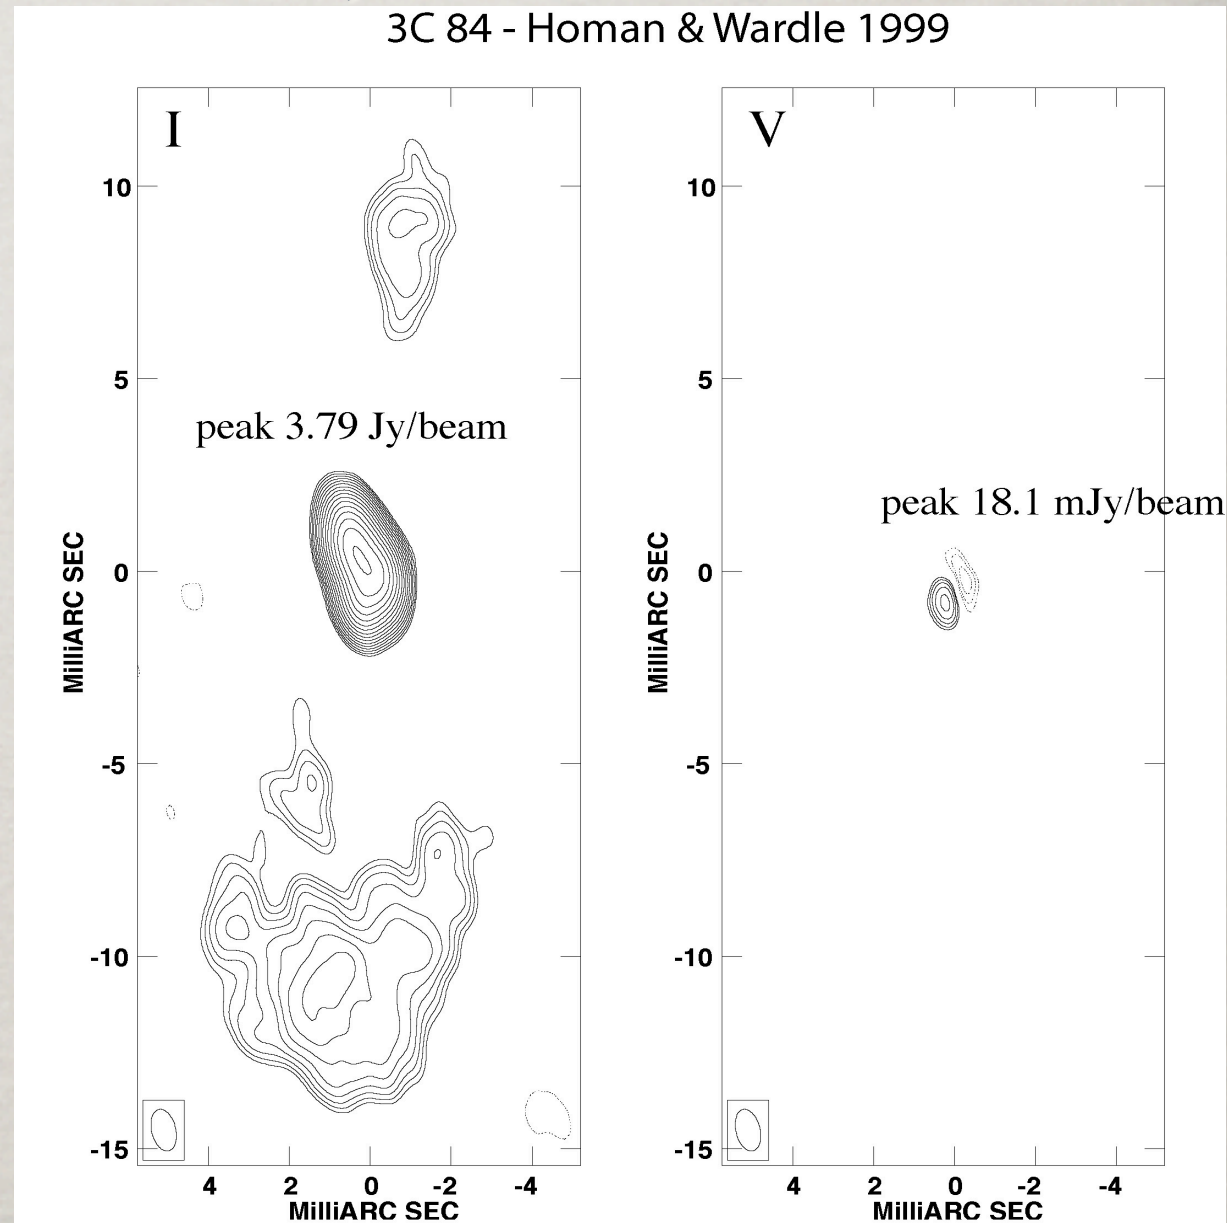 3C 84 - Homan & Wardle 1999
I
10
5
0
-5
-10
-15
peak 3.79 Jy/beam
MilliARC SEC
4 2 0 -2 -4
MilliARC SEC
V
10
5
0
-5
-10
-15
peak 18.1 mJy/beam
MilliARC SEC
4 2 0 -2 -4
MilliARC SEC